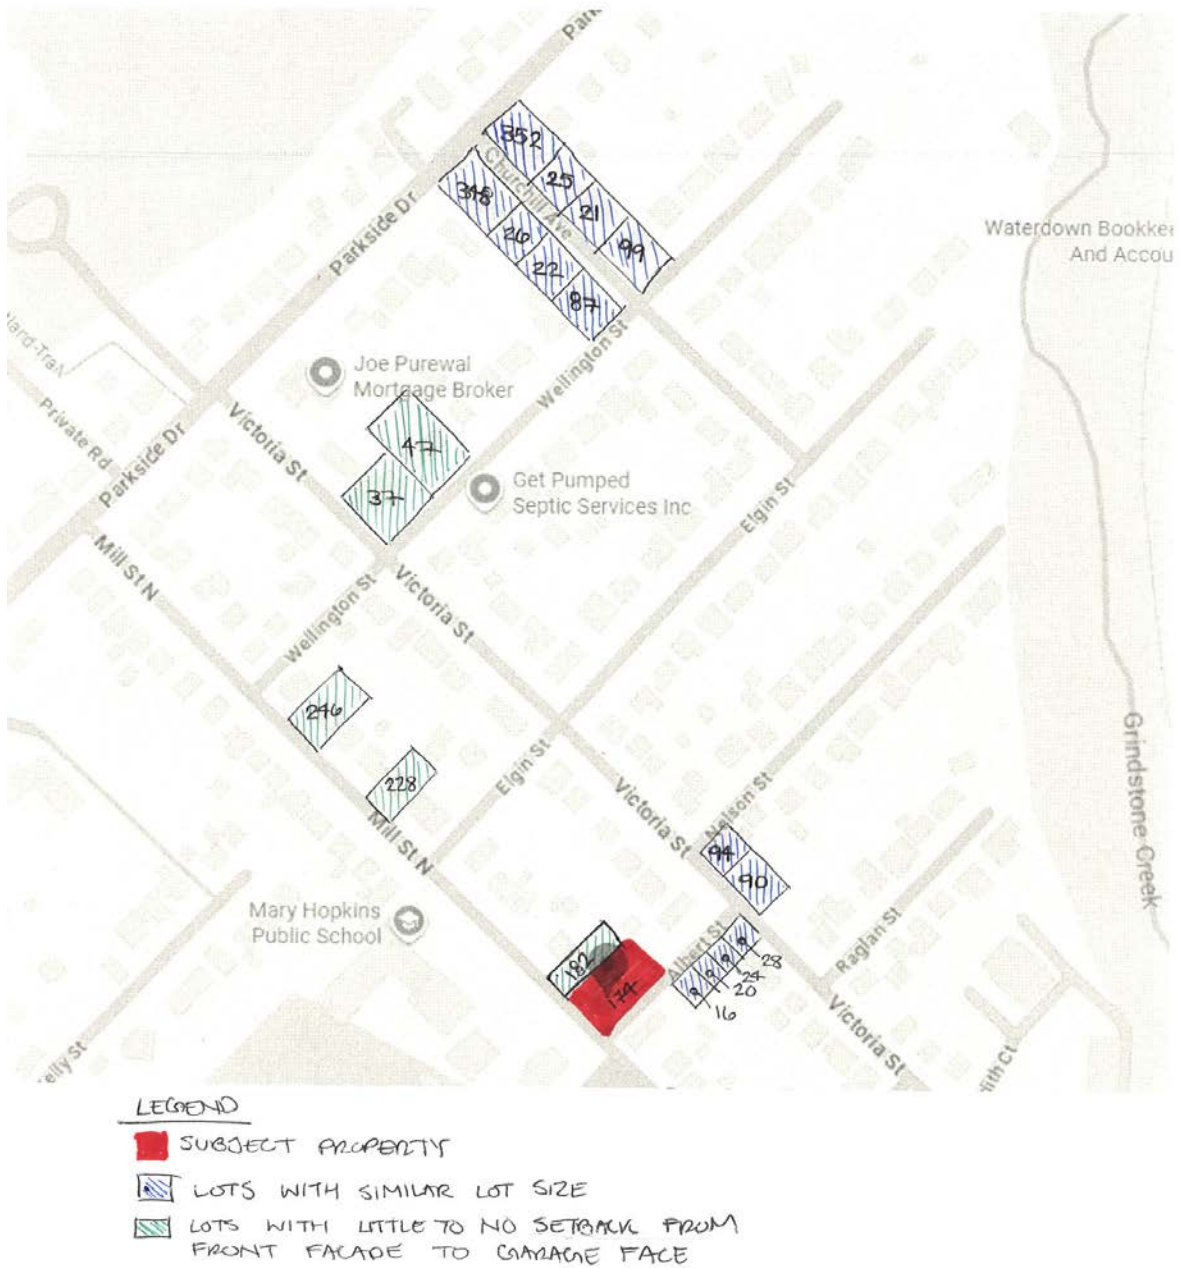 Park
352
Churchill Ave
25
348
21
26
99
22
87
Parkside Dr
Waterdown Bookkee
And Accou
Joe Purewal
Mortgage Broker
Wellington St
Private Rd
Victoria St
47
Parkside Dr
37
Get Pumped
Septic Services Inc
Elgin St
Mill St N
Wellington St
Victoria St
246
228
Elgin St
Victoria St
Nelson St
Grindstone Creek
94
90
Mill St N
Mary Hopkins
Public School
Raglan St
182
Albert St
174
28
24
20
16
Victoria St
LEGEND
SUBJECT PROPERTY
LOTS WITH SIMILAR LOT SIZE
LOTS WITH LITTLE TO NO SETBACK FROM
FRONT FACADE TO GARAGE FACE